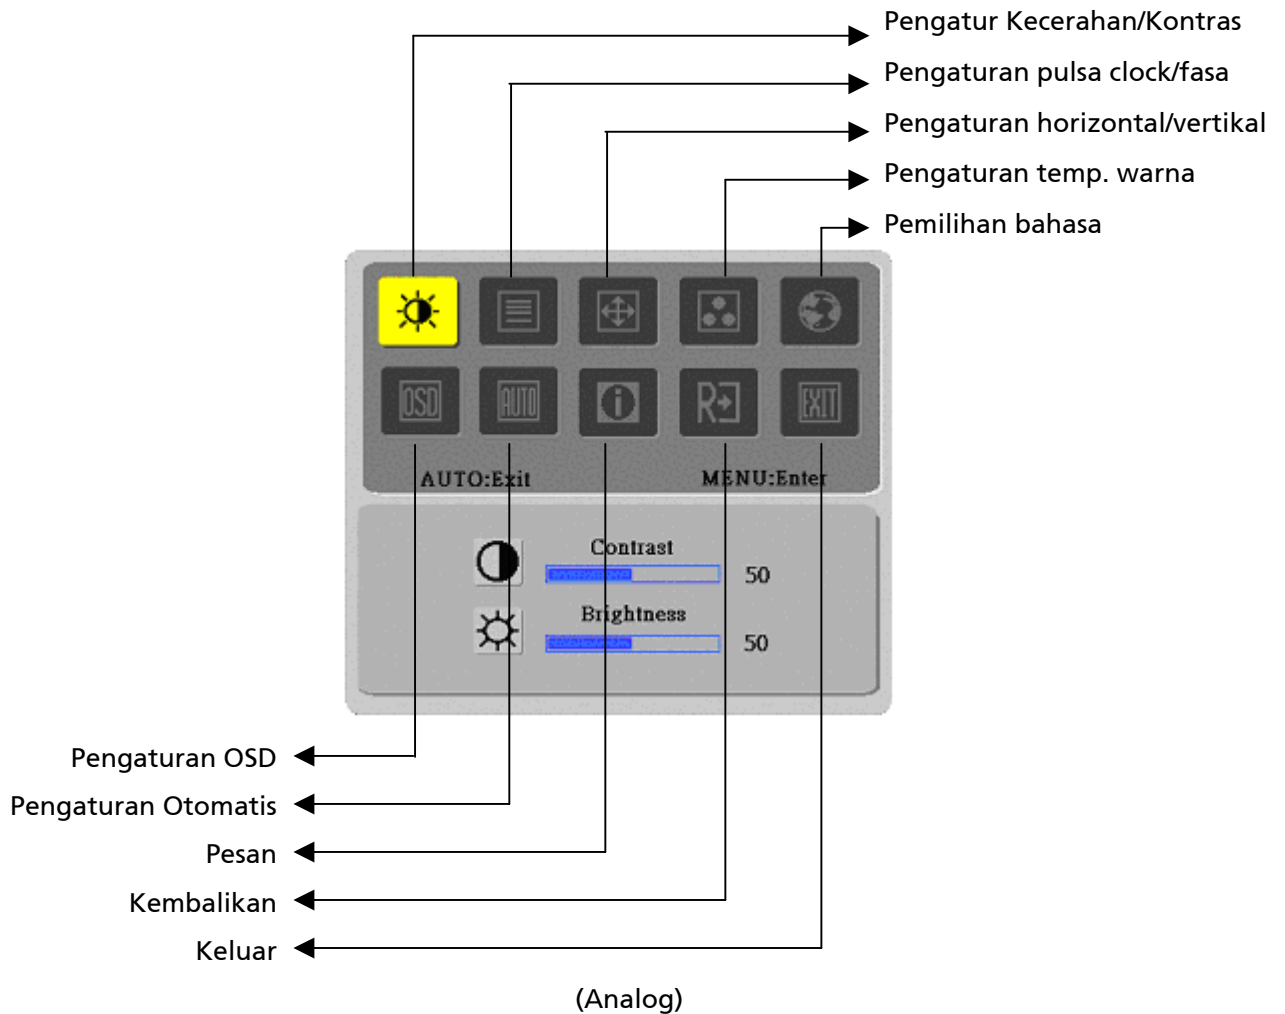 Pengatur Kecerahan/Kontras
Pengaturan pulsa clock/fasa
Pengaturan horizontal/vertikal
Pengaturan temp. warna
Pemilihan bahasa
OSD
AUTO
i
R
EXIT
AUTO:Exit
MENU:Enter
Contrast
50
Brightness
50
Pengaturan OSD
Pengaturan Otomatis
Pesan
Kembalikan
Keluar
(Analog)